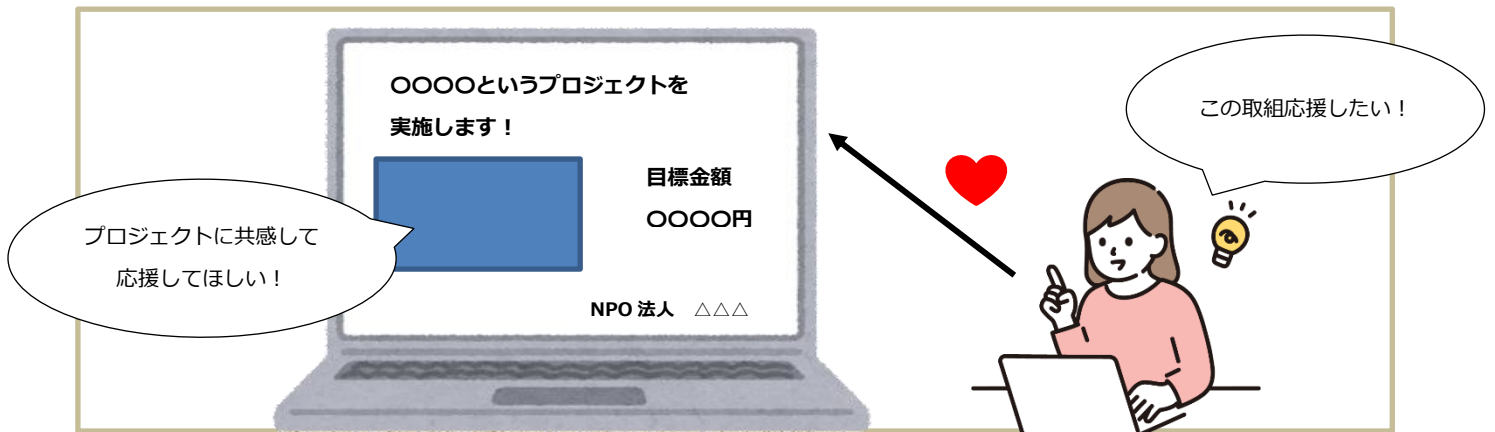 〇〇〇〇というプロジェクトを
実施します！
目標金額
〇〇〇〇円
NPO 法人　△△△
プロジェクトに共感して
応援してほしい！
この取組応援したい！